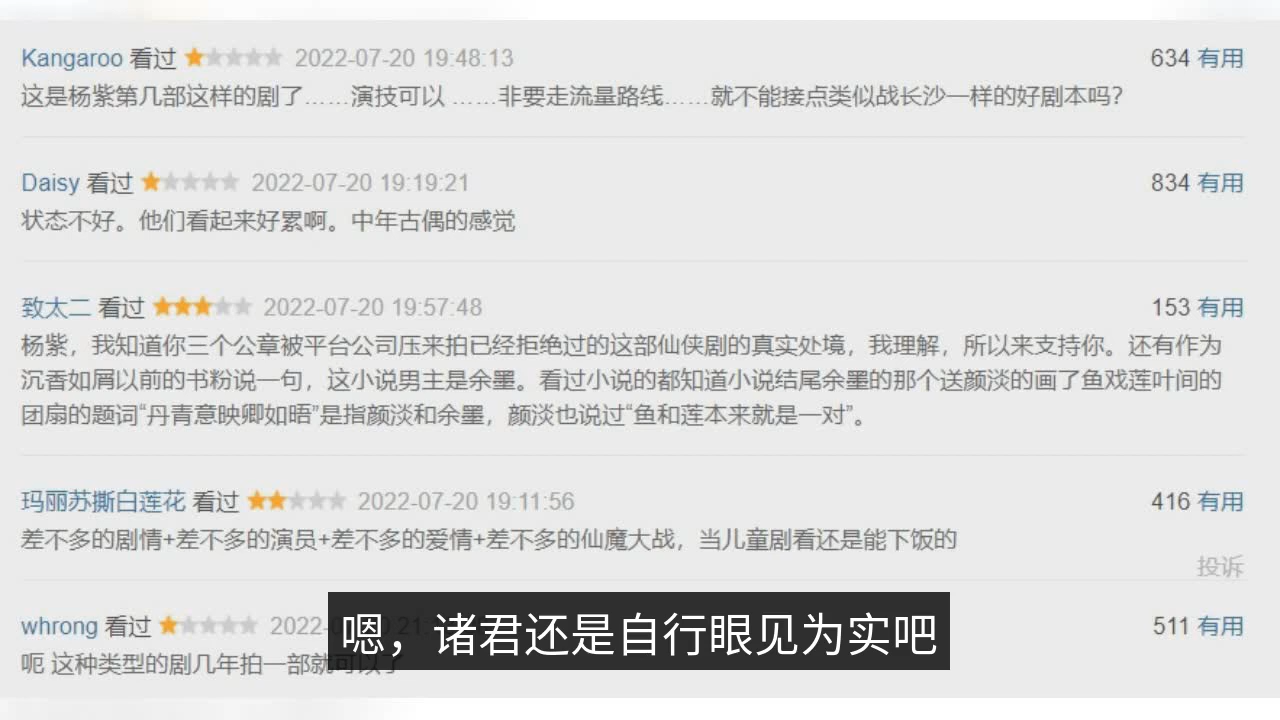 Kangaroo 看过 2022-07-20 19:48:13 634 有用
这是杨紫第几部这样的剧了……演技可以 ……非要走流量路线……就不能接点类似战长沙一样的好剧本吗?
Daisy 看过 2022-07-20 19:19:21 834 有用
状态不好。他们看起来好累啊。中年古偶的感觉
致太二 看过 2022-07-20 19:57:48 153 有用
杨紫，我知道你三个公章被平台公司压来拍已经拒绝过的这部仙侠剧的真实处境，我理解，所以来支持你。还有作为
沉香如屑以前的书粉说一句，这小说男主是余墨。看过小说的都知道小说结尾余墨的那个送颜淡的画了鱼戏莲叶间的
团扇的题词“丹青意映卿如晤”是指颜淡和余墨，颜淡也说过“鱼和莲本来就是一对”。
玛丽苏撕白莲花 看过 2022-07-20 19:11:56 416 有用
差不多的剧情+差不多的演员+差不多的爱情+差不多的仙魔大战，当儿童剧看还是能下饭的
投诉
whrong 看过 2022- 511 有用
呃 这种类型的剧几年拍一部就可以了
嗯，诸君还是自行眼见为实吧